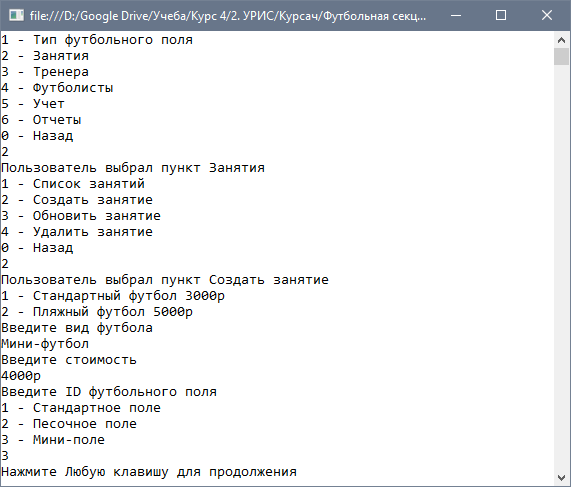 file:///D:/Google Drive/Учеба/Курс 4/2. УРИС/Курсач/Футбольная секц...
1 - Тип футбольного поля
2 - Занятия
3 - Тренера
4 - Футболисты
5 - Учет
6 - Отчеты
0 - Назад
2
Пользователь выбрал пункт Занятия
1 - Список занятий
2 - Создать занятие
3 - Обновить занятие
4 - Удалить занятие
0 - Назад
2
Пользователь выбрал пункт Создать занятие
1 - Стандартный футбол 3000р
2 - Пляжный футбол 5000р
Введите вид футбола
Мини-футбол
Введите стоимость
4000р
Введите ID футбольного поля
1 - Стандартное поле
2 - Песочное поле
3 - Мини-поле
3
Нажмите Любую клавишу для продолжения